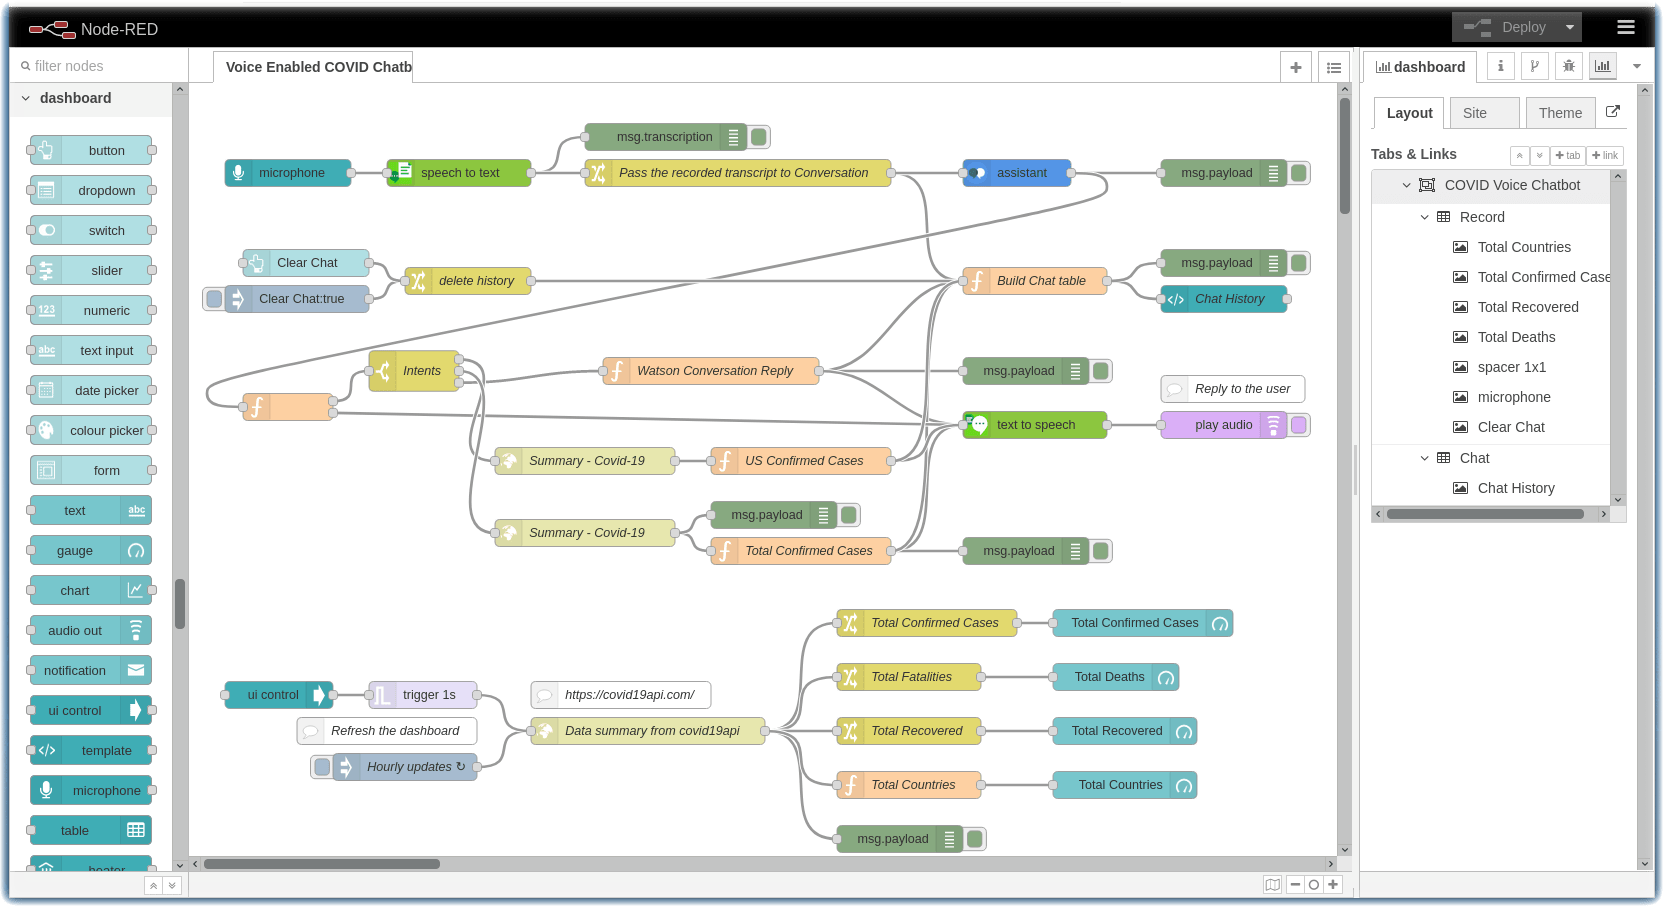 Node-RED
Deploy
filter nodes
dashboard
button
dropdown
switch
slider
numeric
text input
date picker
colour picker
form
text
gauge
chart
audio out
notification
ui control
template
microphone
table
heater
Voice Enabled COVID Chatb
msg.transcription
microphone
speech to text
Pass the recorded transcript to Conversation
assistant
msg.payload
Clear Chat
Clear Chat:true
delete history
Build Chat table
msg.payload
Chat History
Intents
Watson Conversation Reply
msg.payload
Reply to the user
text to speech
play audio
Summary - Covid-19
US Confirmed Cases
msg.payload
Summary - Covid-19
Total Confirmed Cases
msg.payload
Total Confirmed Cases
Total Confirmed Cases
Total Fatalities
Total Deaths
ui control
trigger 1s
https://covid19api.com/
Refresh the dashboard
Data summary from covid19api
Total Recovered
Total Recovered
Hourly updates ↻
Total Countries
Total Countries
msg.payload
dashboard
Layout
Site
Theme
Tabs & Links
tab
link
COVID Voice Chatbot
Record
Total Countries
Total Confirmed Case
Total Recovered
Total Deaths
spacer 1x1
microphone
Clear Chat
Chat
Chat History